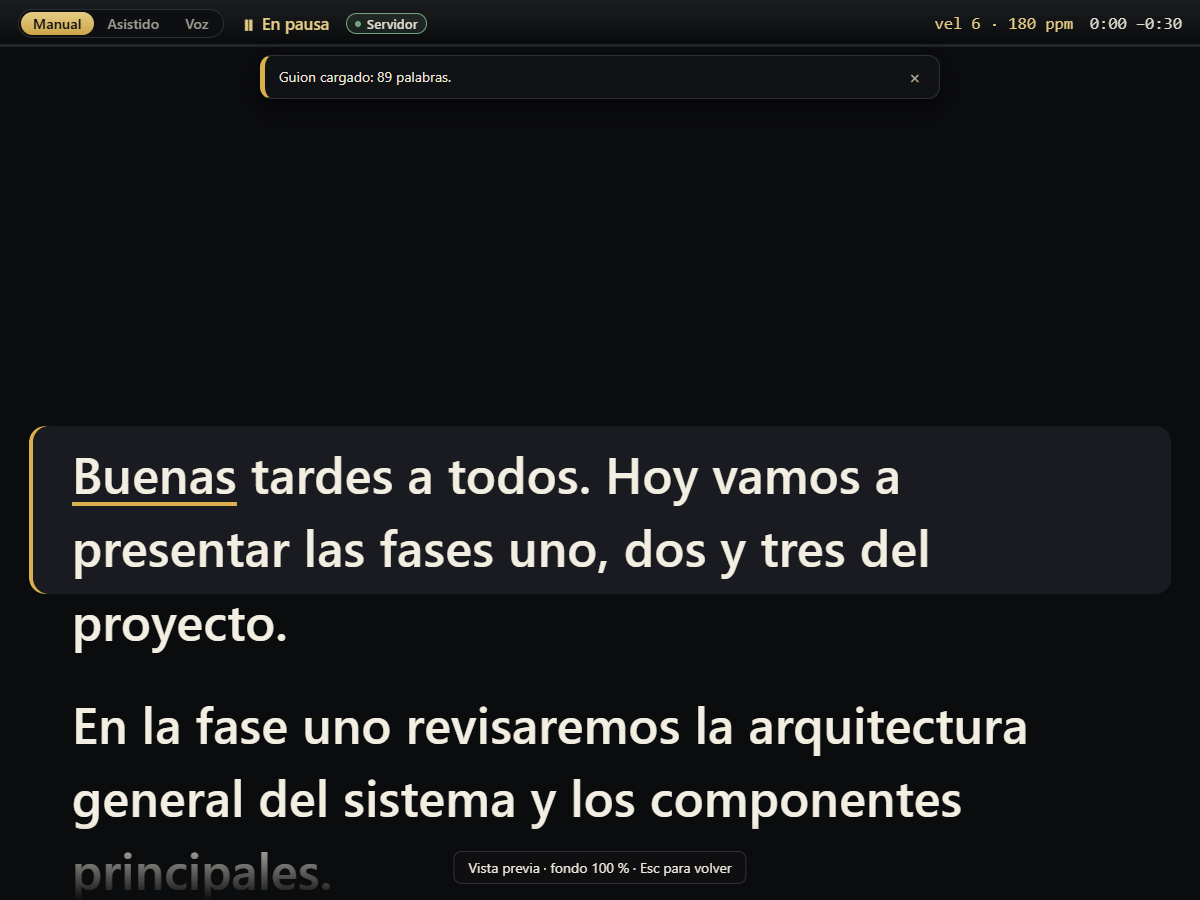 Manual Asistido Voz En pausa Servidor vel 6 · 180 ppm 0:00 −0:30
Guion cargado: 89 palabras. ×
Buenas tardes a todos. Hoy vamos a
presentar las fases uno, dos y tres del
proyecto.
En la fase uno revisaremos la arquitectura
general del sistema y los componentes
principales.
Vista previa · fondo 100 % · Esc para volver